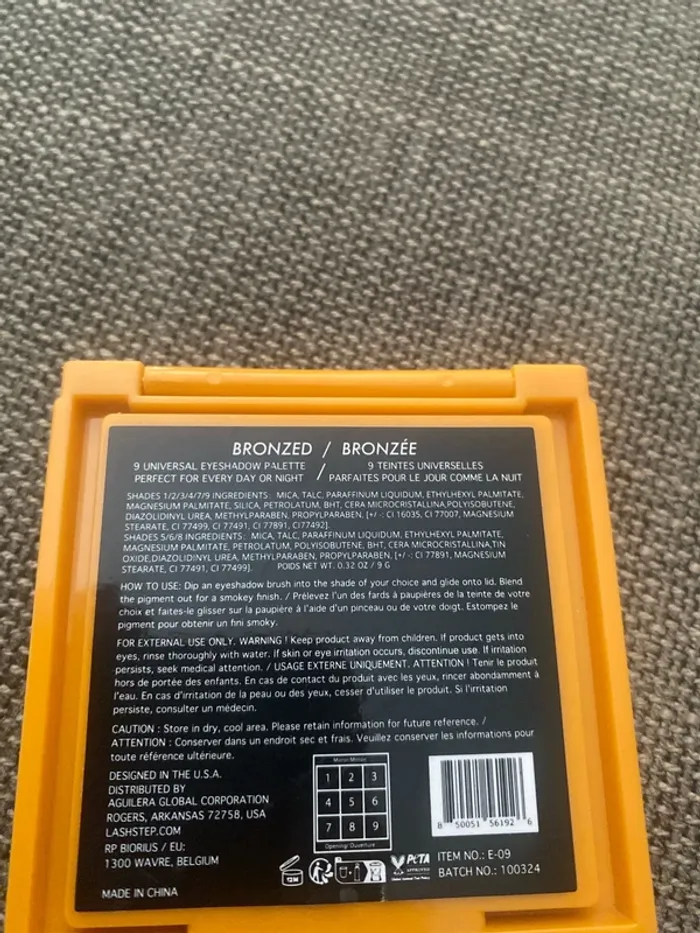 BRONZED / BRONZÉE
9 UNIVERSAL EYESHADOW PALETTE / 9 TEINTES UNIVERSELLES
PERFECT FOR EVERY DAY OR NIGHT / PARFAITES POUR LE JOUR COMME LA NUIT
SHADES 1/2/3/4/7/9 INGREDIENTS: MICA, TALC, PARAFFINUM LIQUIDUM, ETHYLHEXYL PALMITATE,
MAGNESIUM PALMITATE, SILICA, PETROLATUM, BHT, CERA MICROCRISTALLINA,POLYISOBUTENE,
DIAZOLIDINYL UREA, METHYLPARABEN, PROPYLPARABEN. [+/ -: CI 16035, CI 77007, MAGNESIUM
STEARATE, CI 77499, CI 77491, CI 77891, CI77492].
SHADES 5/6/8 INGREDIENTS: MICA, TALC, PARAFFINUM LIQUIDUM, ETHYLHEXYL PALMITATE,
MAGNESIUM PALMITATE, PETROLATUM, POLYISOBUTENE, BHT, CERA MICROCRISTALLINA,TIN
OXIDE,DIAZOLIDINYL UREA, METHYLPARABEN, PROPYLPARABEN. [+/ -: CI 77891, MAGNESIUM
STEARATE, CI 77491, CI 77499]. POIDS NET WT. 0.32 OZ / 9 G
HOW TO USE: Dip an eyeshadow brush into the shade of your choice and glide onto lid. Blend
the pigment out for a smokey finish. / Prélevez l'un des fards à paupières de la teinte de votre
choix et faites-le glisser sur la paupière à l'aide d'un pinceau ou de votre doigt. Estompez le
pigment pour obtenir un fini smoky.
FOR EXTERNAL USE ONLY. WARNING ! Keep product away from children. If product gets into
eyes, rinse thoroughly with water. If skin or eye irritation occurs, discontinue use. If irritation
persists, seek medical attention. / USAGE EXTERNE UNIQUEMENT. ATTENTION ! Tenir le produit
hors de portée des enfants. En cas de contact du produit avec les yeux, rincer abondamment à
l'eau. En cas d'irritation de la peau ou des yeux, cesser d'utiliser le produit. Si l'irritation
persiste, consulter un médecin.
CAUTION : Store in dry, cool area. Please retain information for future reference. /
ATTENTION : Conserver dans un endroit sec et frais. Veuillez conserver les informations pour
toute référence ultérieure.
DESIGNED IN THE U.S.A.
DISTRIBUTED BY
AGUILERA GLOBAL CORPORATION
ROGERS, ARKANSAS 72758, USA
LASHSTEP.COM
RP BIORIUS / EU:
1300 WAVRE, BELGIUM
MADE IN CHINA
Mirror/Miroir
1 2 3
4 5 6
7 8 9
Opening/ Ouverture
8 50051 56192 6
12M
PETA
APPROVED
ITEM NO.: E-09
BATCH NO.: 100324